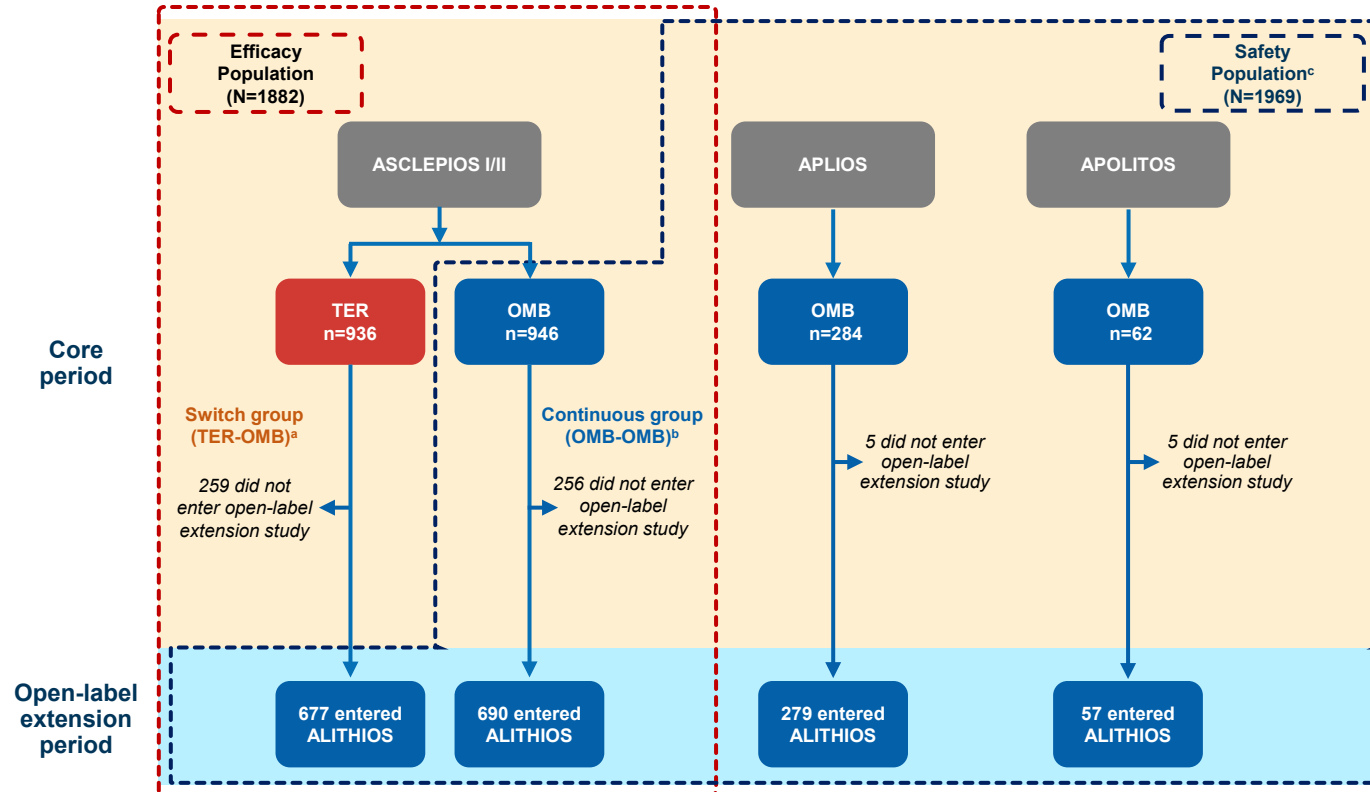 Efficacy
Population
(N=1882)
Safety
Populationᶜ
(N=1969)
ASCLEPIOS I/II
APLIOS
APOLITOS
TER
n=936
OMB
n=946
OMB
n=284
OMB
n=62
Core
period
Switch group
(TER-OMB)ᵃ
Continuous group
(OMB-OMB)ᵇ
259 did not
enter open-label
extension study
256 did not enter
open-label
extension study
5 did not enter
open-label
extension study
5 did not enter
open-label
extension study
Open-label
extension
period
677 entered
ALITHIOS
690 entered
ALITHIOS
279 entered
ALITHIOS
57 entered
ALITHIOS